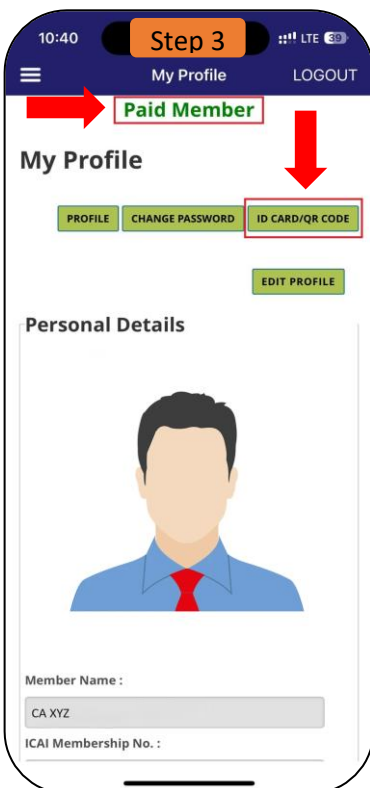 10:40 Step 3 LTE 39
My Profile LOGOUT
Paid Member
My Profile
PROFILE CHANGE PASSWORD ID CARD/QR CODE
EDIT PROFILE
Personal Details
Member Name :
CA XYZ
ICAI Membership No. :